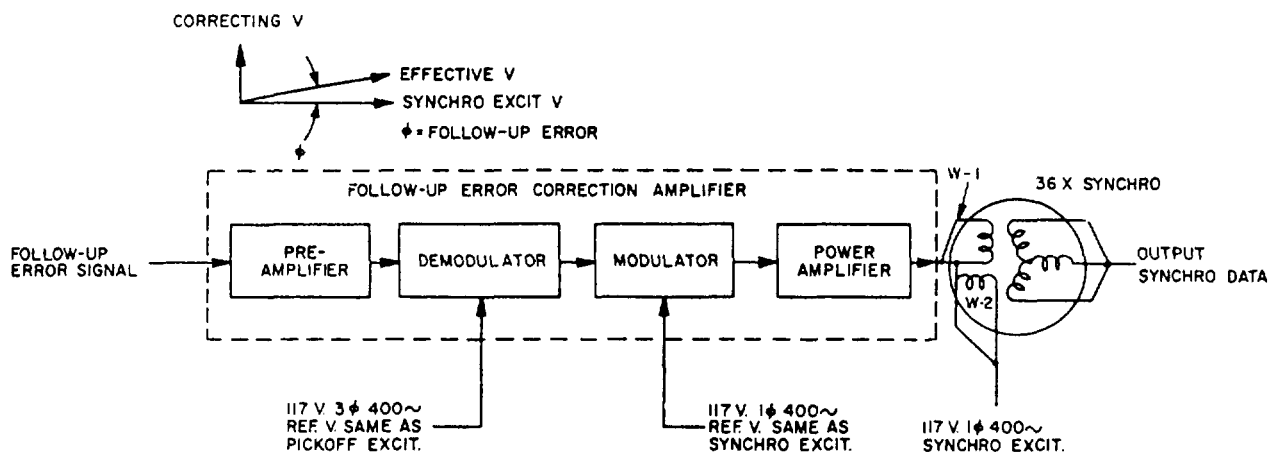 CORRECTING V
EFFECTIVE V
SYNCHRO EXCIT V
ϕ = FOLLOW-UP ERROR
ϕ
FOLLOW-UP ERROR CORRECTION AMPLIFIER
W-1
36 X SYNCHRO
FOLLOW-UP
ERROR SIGNAL
PRE-
AMPLIFIER
DEMODULATOR
MODULATOR
POWER
AMPLIFIER
W-2
OUTPUT
SYNCHRO DATA
117 V. 3ϕ 400~
REF. V. SAME AS
PICKOFF EXCIT.
117 V. 1ϕ 400~
REF. V. SAME AS
SYNCHRO EXCIT.
117 V. 1ϕ 400~
SYNCHRO EXCIT.